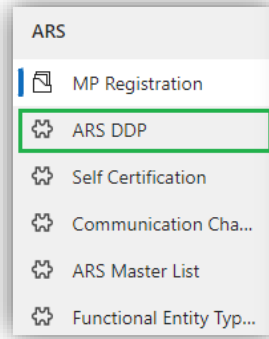 ARS
MP Registration
ARS DDP
Self Certification
Communication Cha...
ARS Master List
Functional Entity Typ...